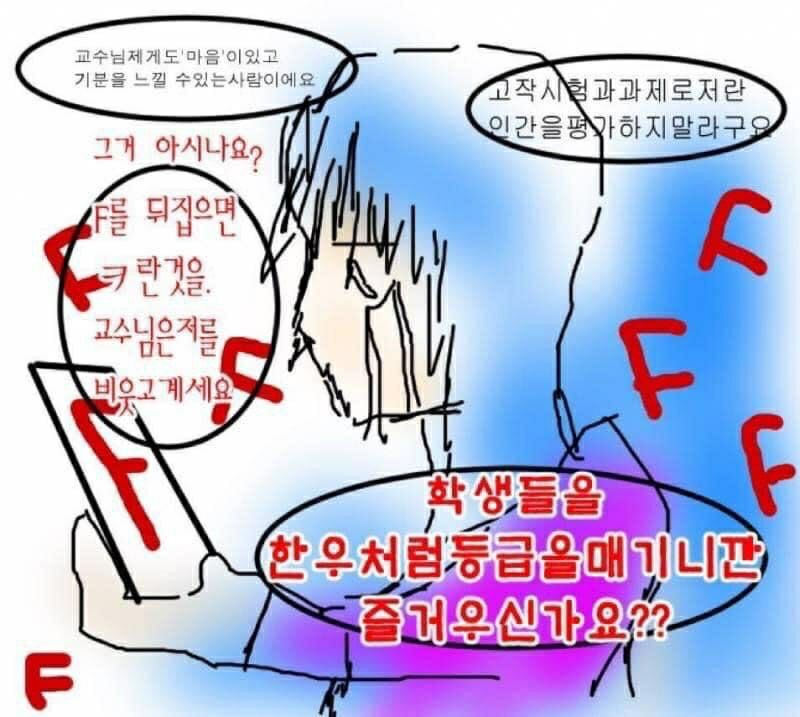 교수님제게도'마음'이있고
기분을 느낄 수있는사람이에요
고작시험과과제로저란
인간을평가하지말라구요
그거 아시나요?
F를 뒤집으면
ㅋ란것을.
교수님은저를
비웃고계세요
F
F
F
F
F
F
F
학생들을
한우처럼등급을매기니깐
즐거우신가요??